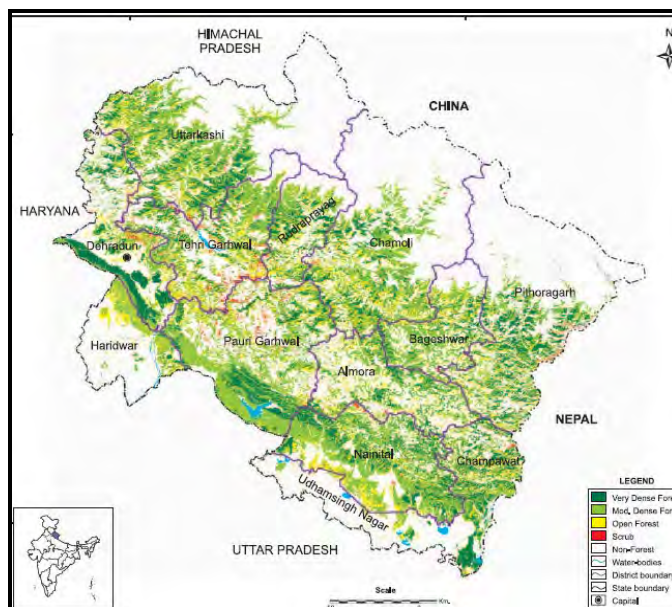 HIMACHAL
PRADESH
N
CHINA
Uttarkashi
HARYANA
Dehradun
Tehri Garhwal
Rudraprayag
Chamoli
Pithoragarh
Haridwar
Pauri Garhwal
Bageshwar
Almora
NEPAL
Nainital
Champawat
Udhamsingh Nagar
UTTAR PRADESH
LEGEND
Very Dense Fore
Mod. Dense For
Open Forest
Scrub
Non-Forest
Water-bodies
District boundary
State boundary
Capital
Scale
Km.